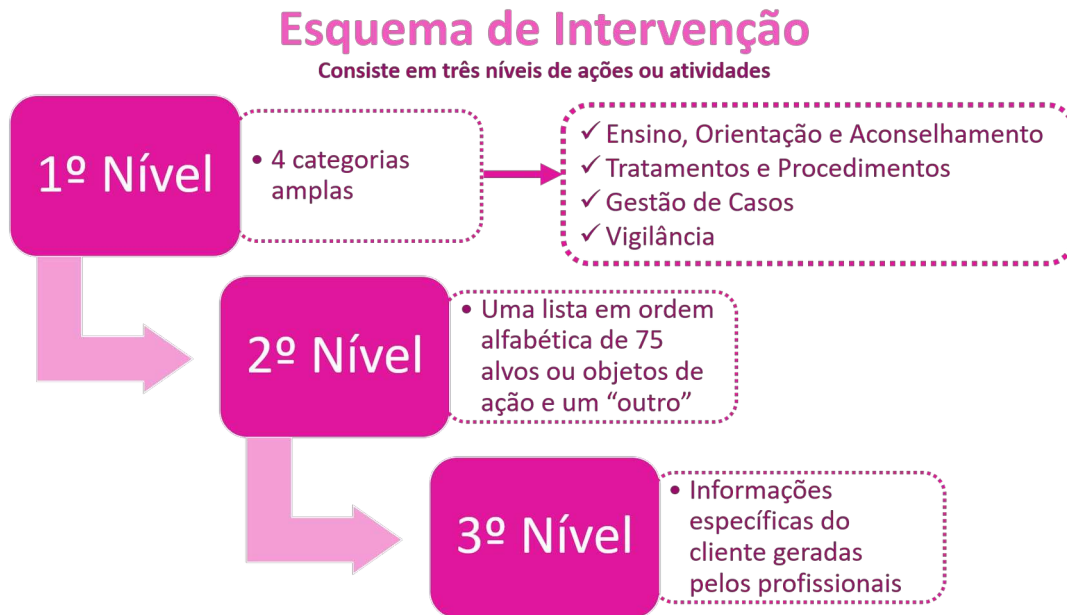 Esquema de Intervenção
Consiste em três níveis de ações ou atividades
1º Nível
• 4 categorias
amplas
✓ Ensino, Orientação e Aconselhamento
✓ Tratamentos e Procedimentos
✓ Gestão de Casos
✓ Vigilância
2º Nível
• Uma lista em ordem
alfabética de 75
alvos ou objetos de
ação e um “outro”
3º Nível
• Informações
específicas do
cliente geradas
pelos profissionais